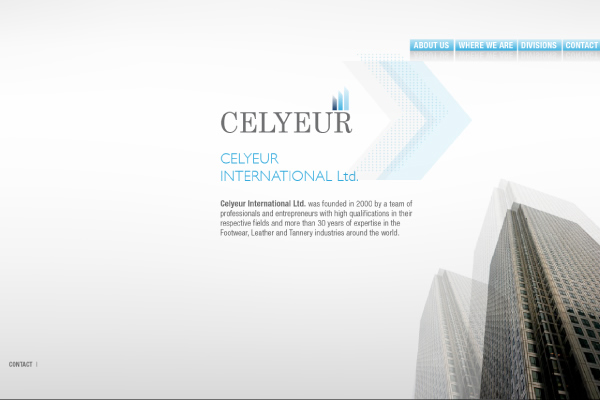 ABOUT US WHERE WE ARE DIVISIONS CONTACT
CELYEUR
CELYEUR
INTERNATIONAL Ltd.
Celyeur International Ltd. was founded in 2000 by a team of
professionals and entrepreneurs with high qualifications in their
respective fields and more than 30 years of expertise in the
Footwear, Leather and Tannery industries around the world.
CONTACT |